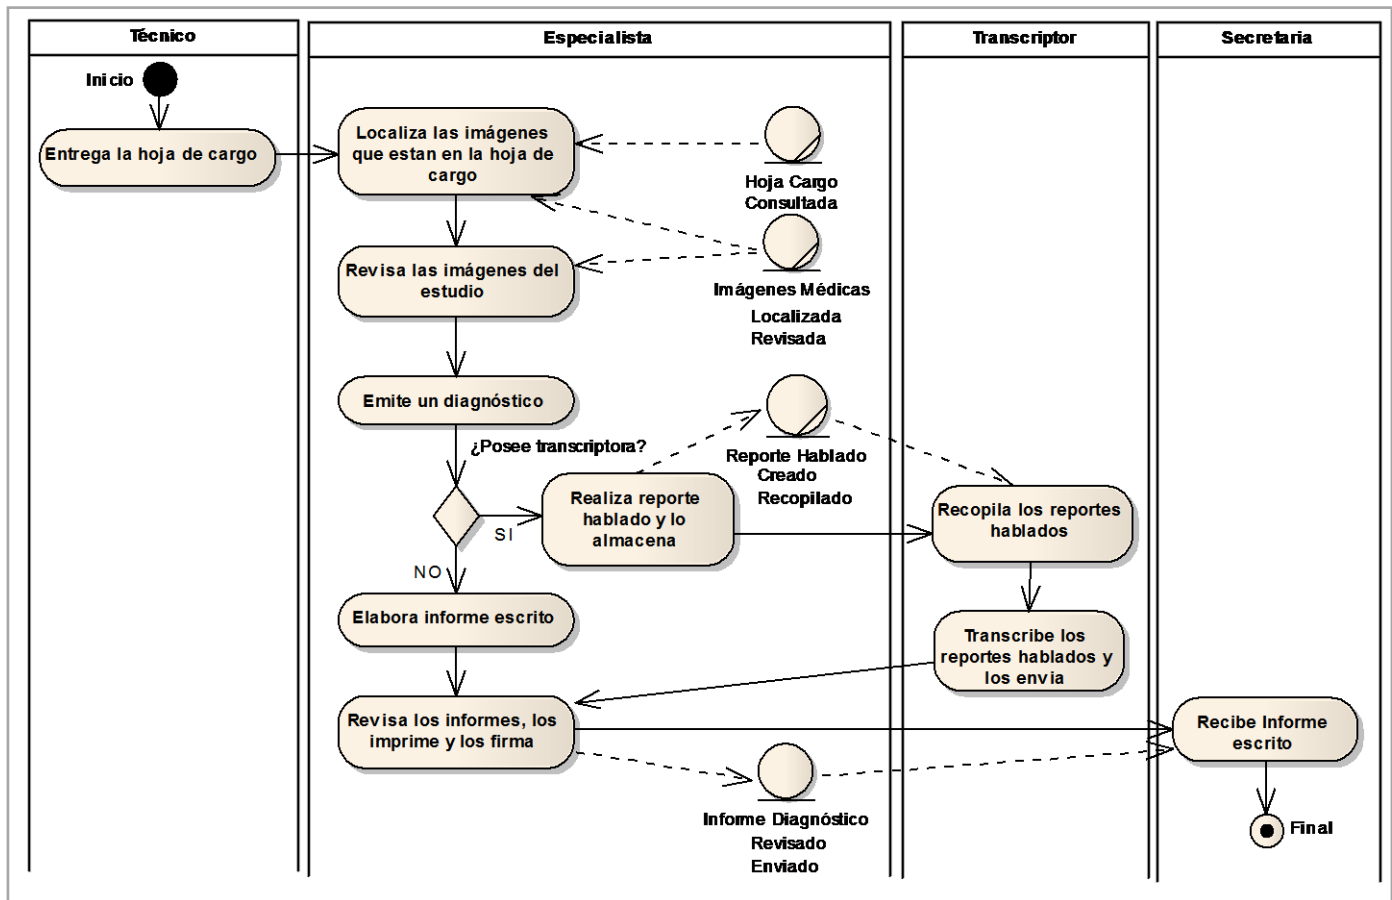 Técnico
Especialista
Transcriptor
Secretaria
Inicio
Entrega la hoja de cargo
Localiza las imágenes
que estan en la hoja de
cargo
Hoja Cargo
Consultada
Revisa las imágenes del
estudio
Imágenes Médicas
Localizada
Revisada
Emite un diagnóstico
¿Posee transcriptora?
Reporte Hablado
Creado
Recopilado
SI
Realiza reporte
hablado y lo
almacena
Recopila los reportes
hablados
NO
Elabora informe escrito
Transcribe los
reportes hablados y
los envia
Revisa los informes, los
imprime y los firma
Recibe Informe
escrito
Informe Diagnóstico
Revisado
Enviado
Final